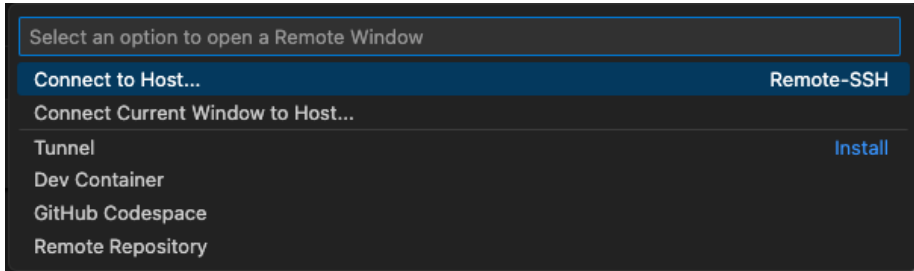 Select an option to open a Remote Window
Connect to Host... Remote-SSH
Connect Current Window to Host...
Tunnel Install
Dev Container
GitHub Codespace
Remote Repository